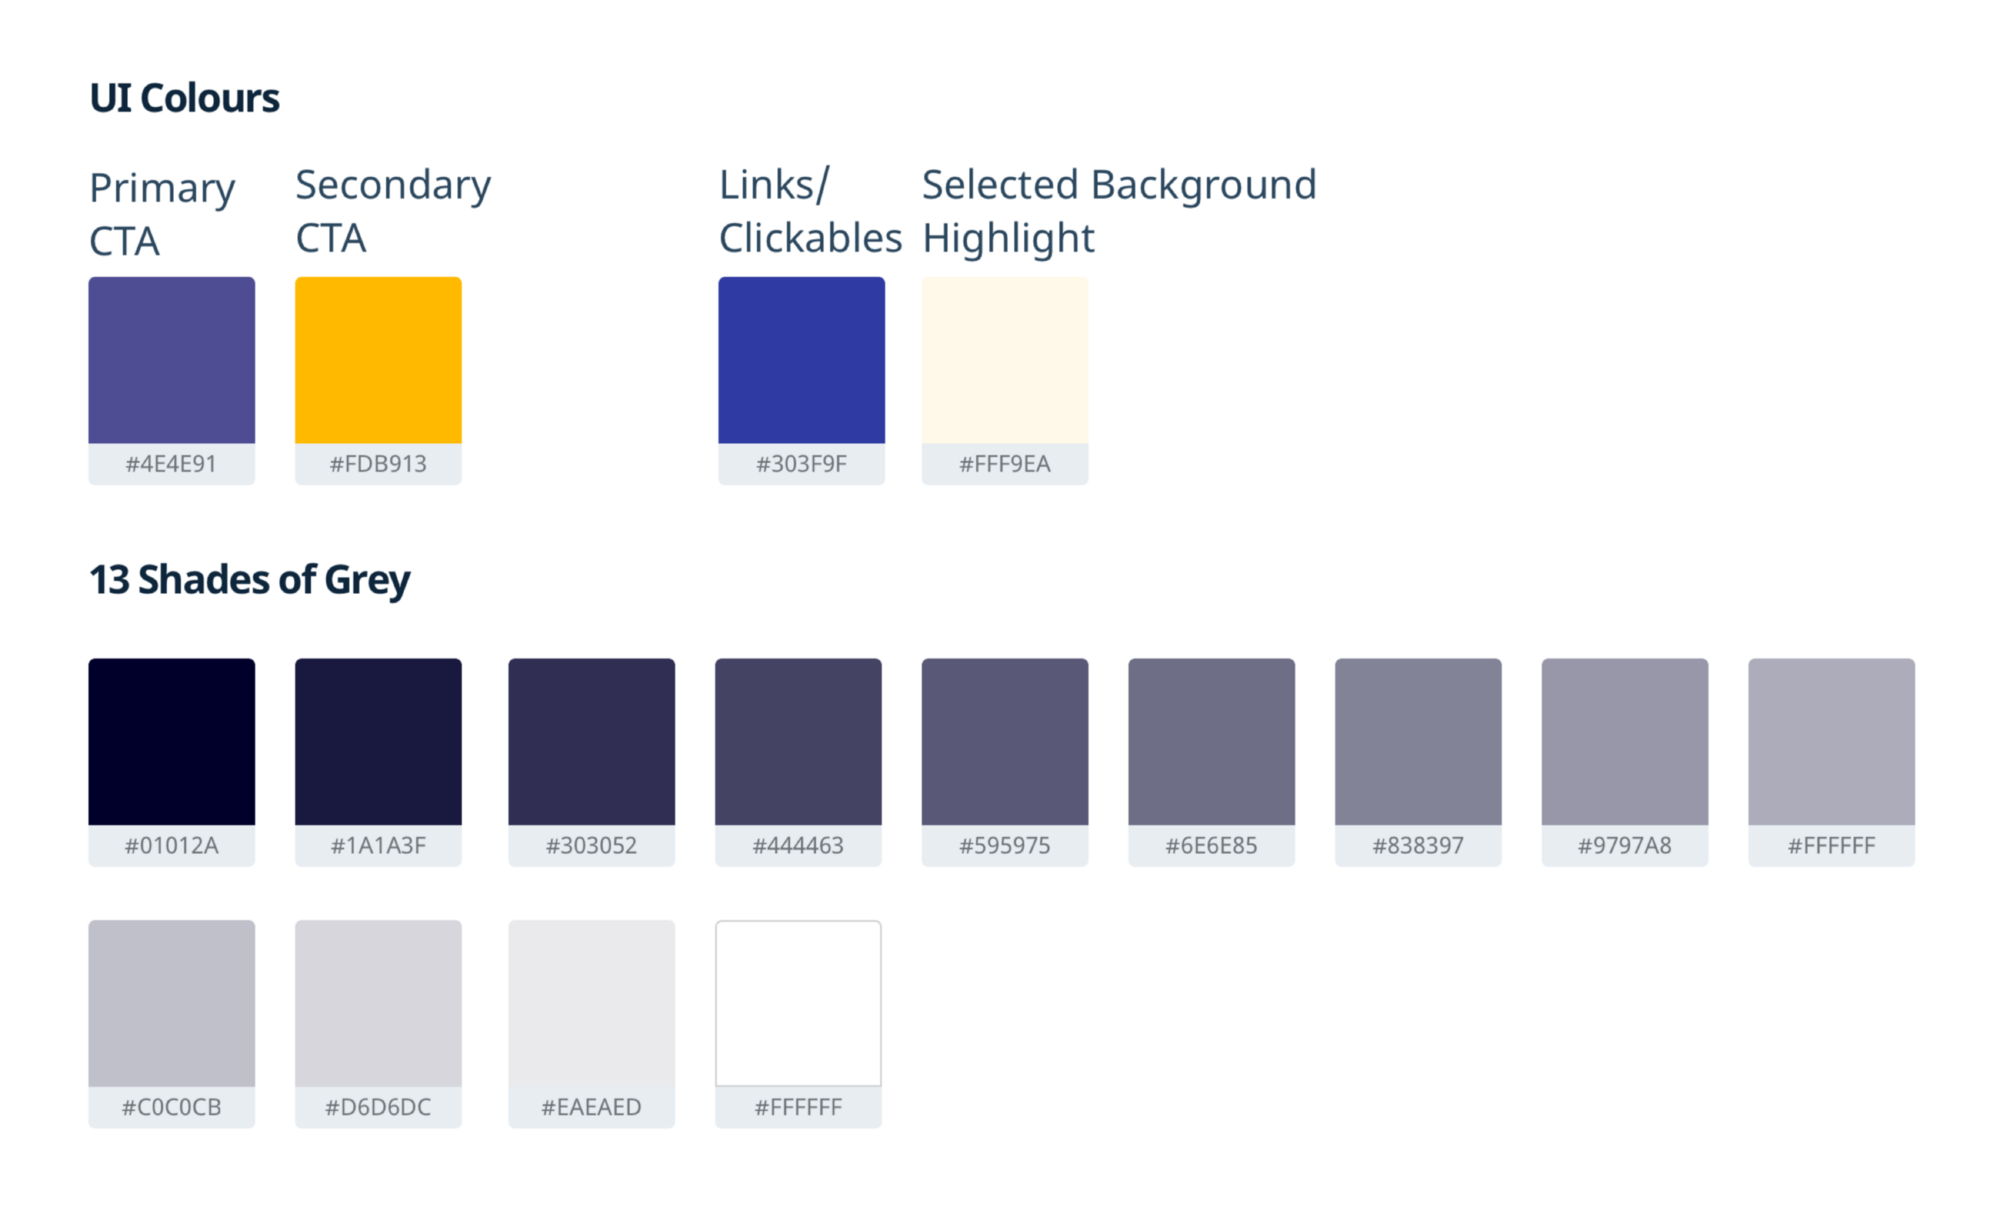 UI Colours
Primary
CTA
Secondary
CTA
Links/
Clickables
Selected Background
Highlight
#4E4E91
#FDB913
#303F9F
#FFF9EA
13 Shades of Grey
#01012A
#1A1A3F
#303052
#444463
#595975
#6E6E85
#838397
#9797A8
#FFFFFF
#C0C0CB
#D6D6DC
#EAEAED
#FFFFFF